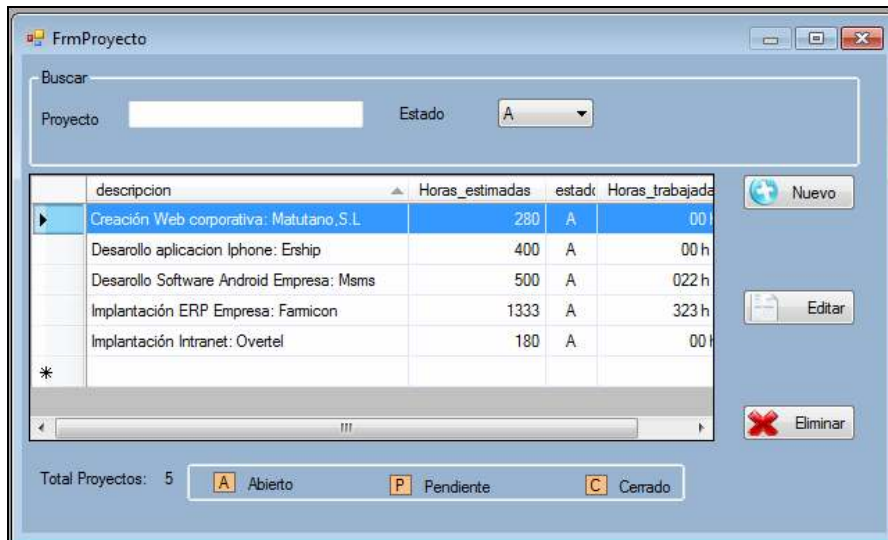 FrmProyecto
Buscar
Proyecto Estado A
descripcion Horas_estimadas estado Horas_trabajada
Creación Web corporativa: Matutano,S.L 280 A 00 h
Desarollo aplicacion Iphone: Ership 400 A 00 h
Desarollo Software Android Empresa: Msms 500 A 022 h
Implantación ERP Empresa: Farmicon 1333 A 323 h
Implantación Intranet: Overtel 180 A 00 h
Nuevo
Editar
Eliminar
Total Proyectos: 5 A Abierto P Pendiente C Cerrado